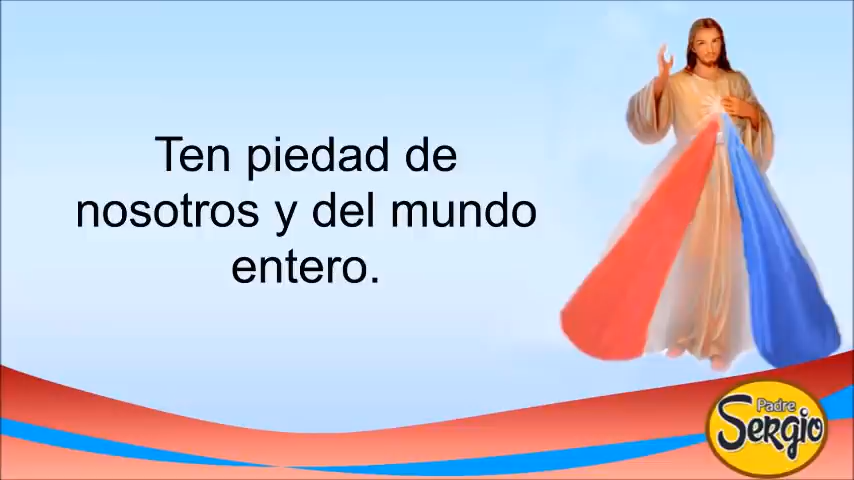 Ten piedad de
nosotros y del mundo
entero.
Padre
Sergio